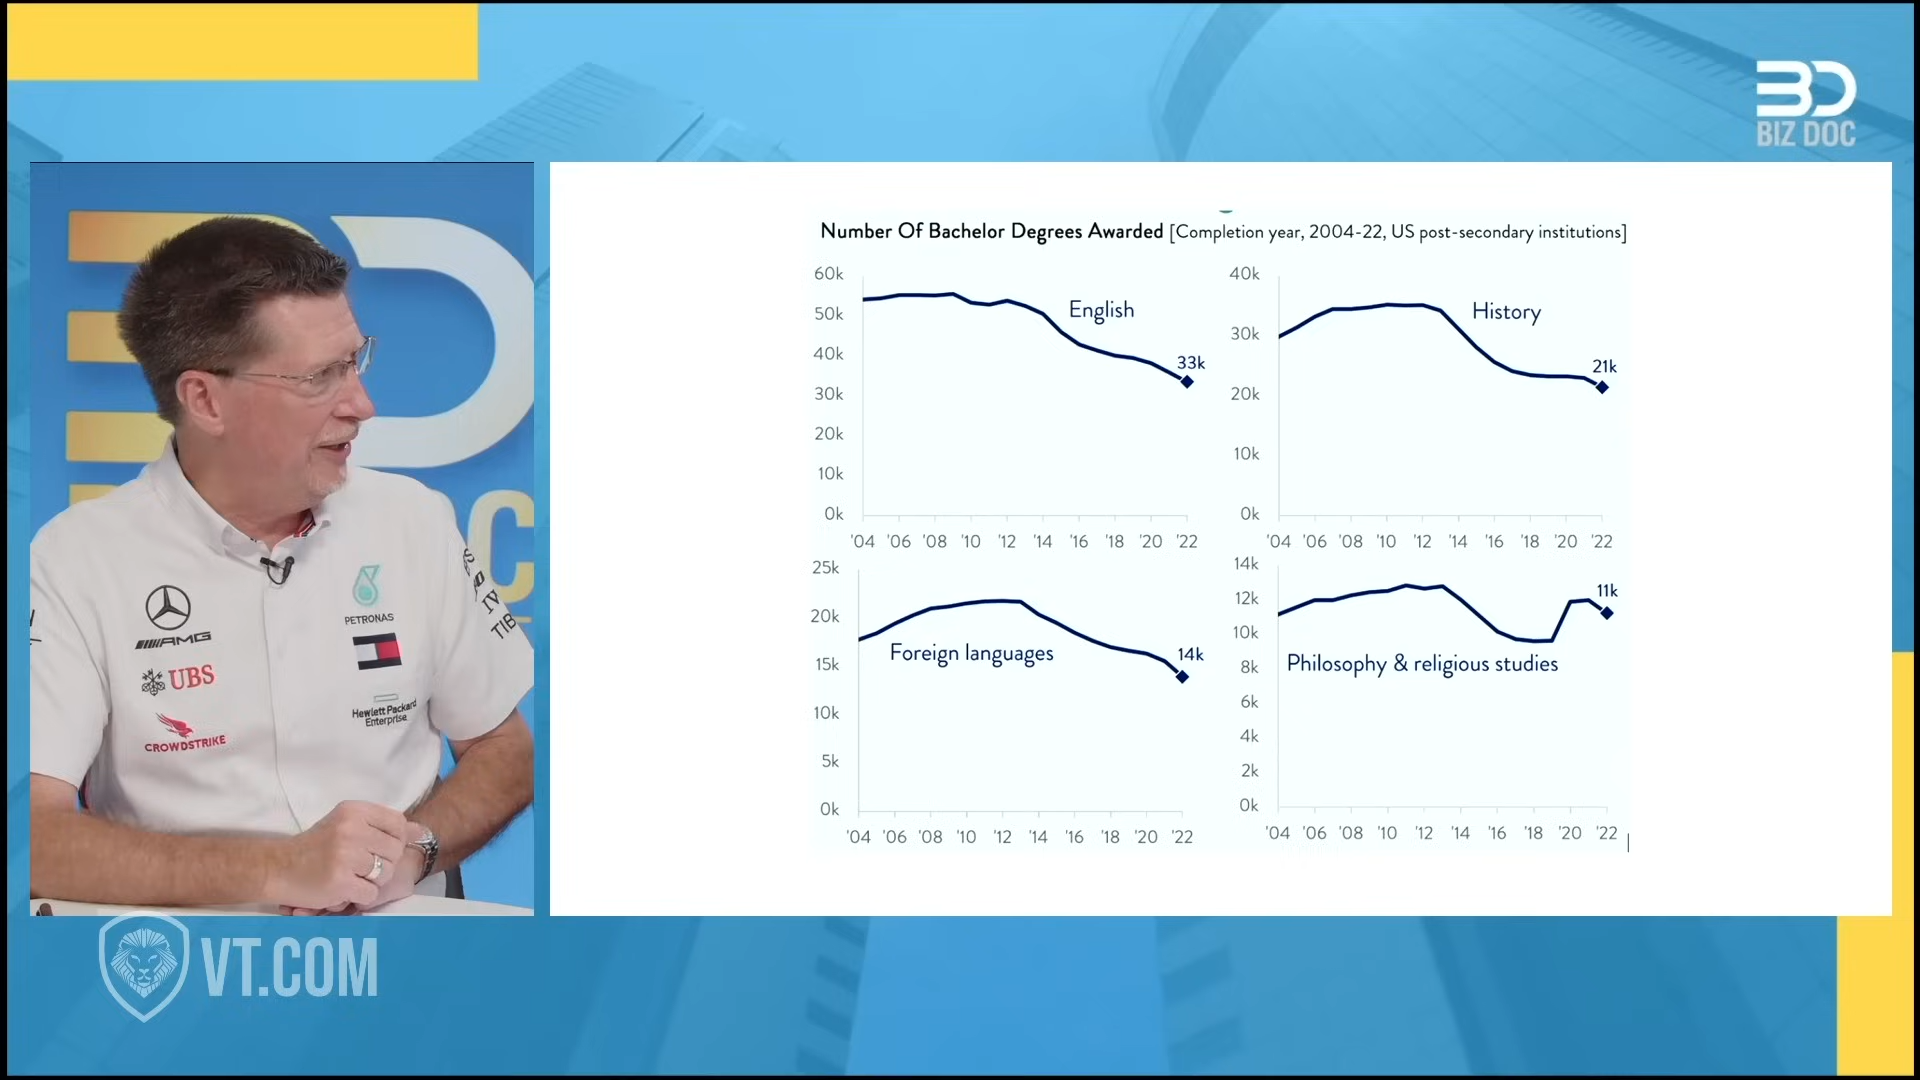 BIZ DOC
Number Of Bachelor Degrees Awarded [Completion year, 2004-22, US post-secondary institutions]
60k
50k
40k
30k
20k
10k
0k
English
33k
'04 '06 '08 '10 '12 '14 '16 '18 '20 '22
40k
30k
20k
10k
0k
History
21k
'04 '06 '08 '10 '12 '14 '16 '18 '20 '22
25k
20k
15k
10k
5k
0k
Foreign languages
14k
'04 '06 '08 '10 '12 '14 '16 '18 '20 '22
14k
12k
10k
8k
6k
4k
2k
0k
Philosophy & religious studies
11k
'04 '06 '08 '10 '12 '14 '16 '18 '20 '22
AMG
UBS
CROWDSTRIKE
PETRONAS
Hewlett Packard
Enterprise
VT.COM